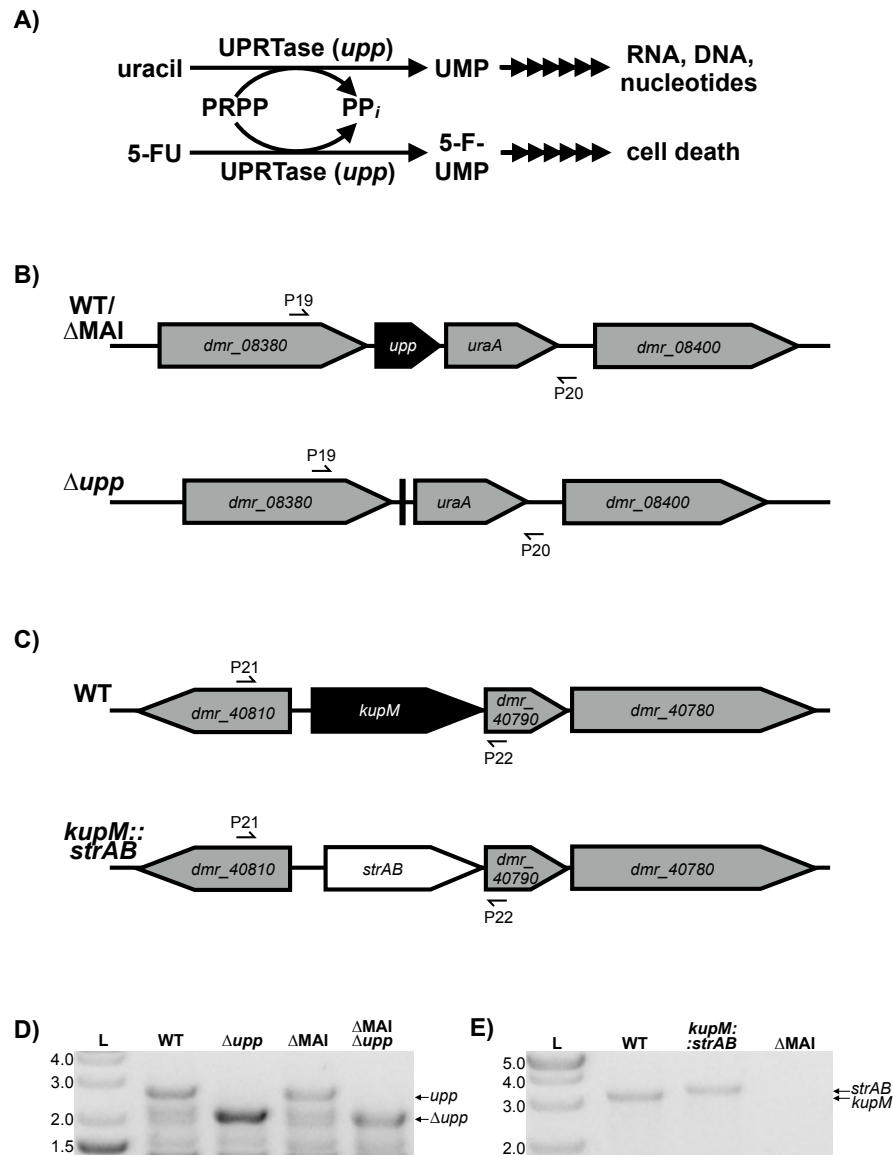 A)
uracil UPRTase (upp) UMP RNA, DNA,
nucleotides
PRPP PPi
5-FU UPRTase (upp) 5-F-
UMP cell death
B)
WT/
ΔMAI
P19
dmr_08380 upp uraA dmr_08400
P20
Δupp
P19
dmr_08380 uraA dmr_08400
P20
C)
WT
P21
dmr_40810 kupM dmr_
40790 dmr_40780
P22
kupM::
strAB
P21
dmr_40810 strAB dmr_
40790 dmr_40780
P22
D)
L WT Δupp ΔMAI ΔMAI
Δupp
4.0
3.0
upp
2.0
Δupp
1.5
E)
L WT kupM:
:strAB ΔMAI
5.0
4.0
strAB
3.0
kupM
2.0